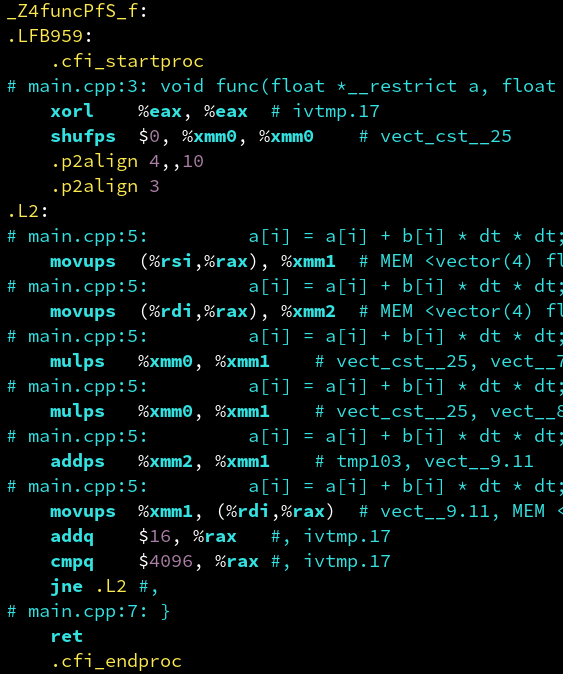 _Z4funcPfS_f:
.LFB959:
.cfi_startproc
# main.cpp:3: void func(float *__restrict a, float
xorl %eax, %eax # ivtmp.17
shufps $0, %xmm0, %xmm0 # vect_cst__25
.p2align 4,,10
.p2align 3
.L2:
# main.cpp:5: a[i] = a[i] + b[i] * dt * dt;
movups (%rsi,%rax), %xmm1 # MEM <vector(4) fl
# main.cpp:5: a[i] = a[i] + b[i] * dt * dt;
movups (%rdi,%rax), %xmm2 # MEM <vector(4) fl
# main.cpp:5: a[i] = a[i] + b[i] * dt * dt;
mulps %xmm0, %xmm1 # vect_cst__25, vect__7
# main.cpp:5: a[i] = a[i] + b[i] * dt * dt;
mulps %xmm0, %xmm1 # vect_cst__25, vect__8
# main.cpp:5: a[i] = a[i] + b[i] * dt * dt;
addps %xmm2, %xmm1 # tmp103, vect__9.11
# main.cpp:5: a[i] = a[i] + b[i] * dt * dt;
movups %xmm1, (%rdi,%rax) # vect__9.11, MEM <
addq $16, %rax #, ivtmp.17
cmpq $4096, %rax #, ivtmp.17
jne .L2 #,
# main.cpp:7: }
ret
.cfi_endproc